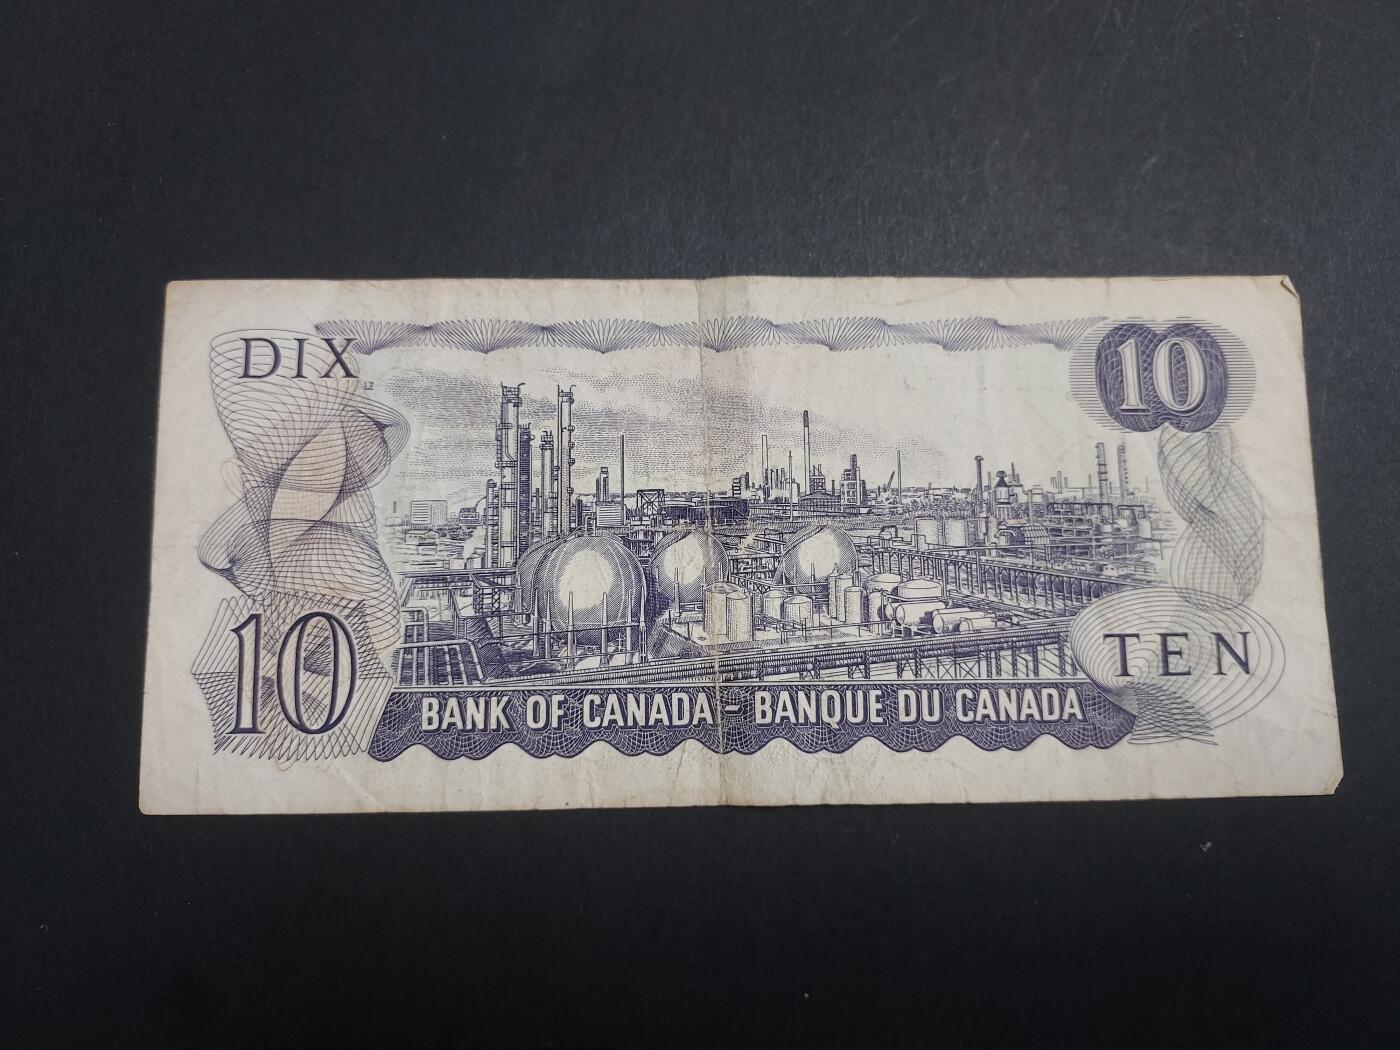 DIX
10
10
BANK OF CANADA - BANQUE DU CANADA
TEN